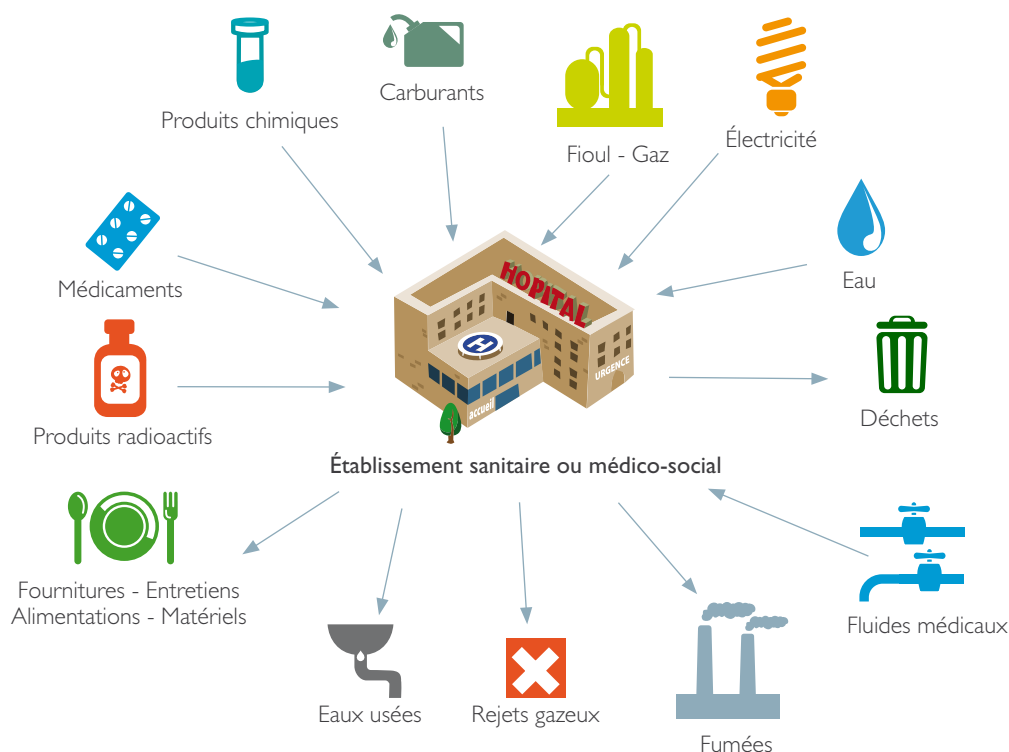 Produits chimiques
Carburants
Fioul - Gaz
Électricité
Médicaments
Eau
HOPITAL
H
URGENCE
accueil
Produits radioactifs
Déchets
Établissement sanitaire ou médico-social
Fournitures - Entretiens
Alimentations - Matériels
Fluides médicaux
Eaux usées
Rejets gazeux
Fumées